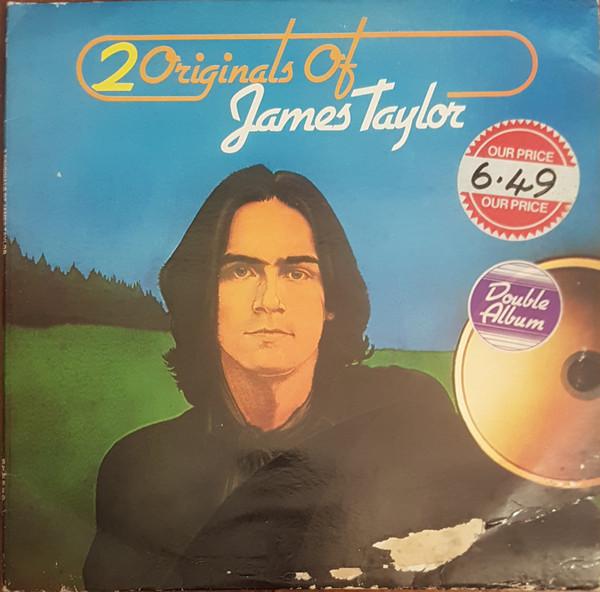 2 Originals Of
James Taylor
OUR PRICE
6.49
OUR PRICE
Double
Album